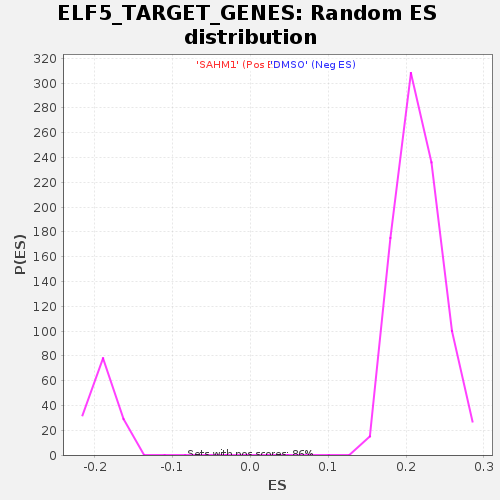 ELF5_TARGET_GENES: Random ES
distribution
'SAHM1' (Pos E'DMSO' (Neg ES)
320
300
280
260
240
220
200
180
160
140
120
100
80
60
40
20
0
P(ES)
Sets with pos scores: 86%
-0.2 -0.1 0.0 0.1 0.2 0.3
ES